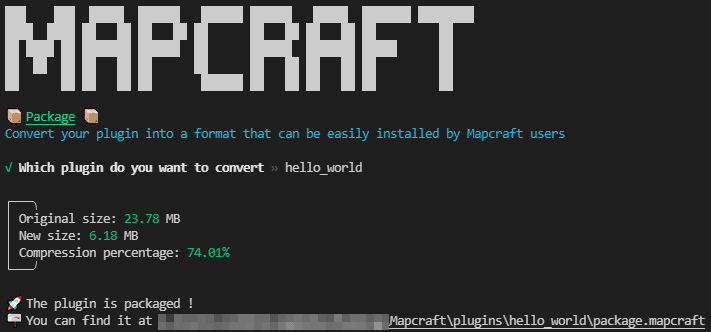 MAPCRAFT
📦 Package 📦
Convert your plugin into a format that can be easily installed by Mapcraft users
√ Which plugin do you want to convert » hello_world
Original size: 23.78 MB
New size: 6.18 MB
Compression percentage: 74.01%
🚀 The plugin is packaged !
You can find it at Mapcraft\plugins\hello_world\package.mapcraft